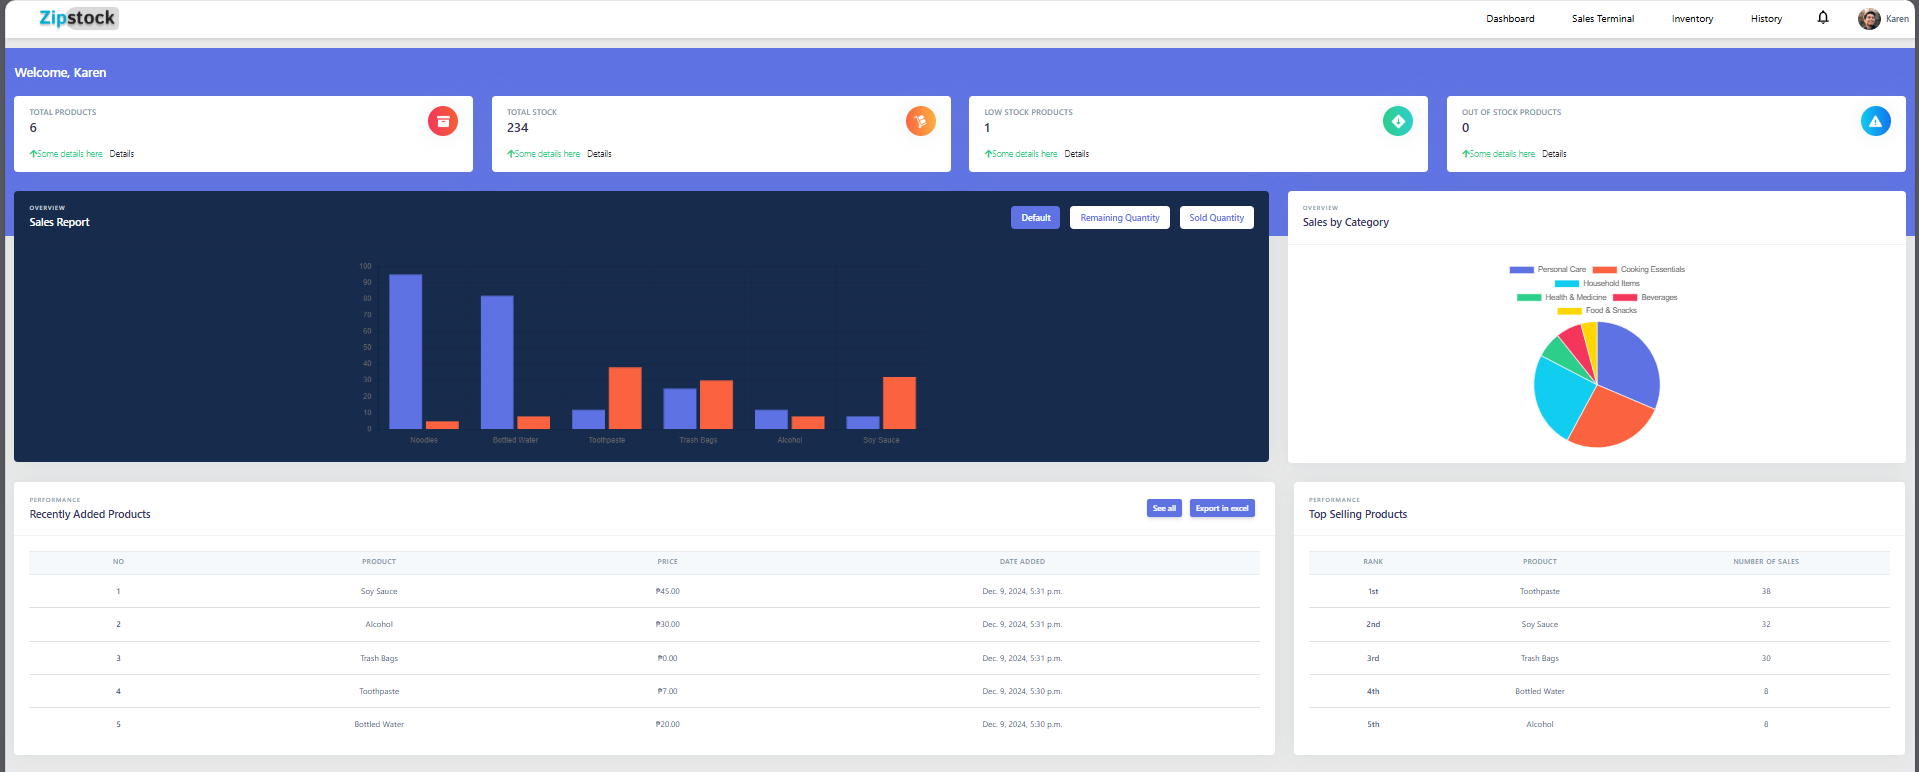 Zipstock
Dashboard Sales Terminal Inventory History Karen
Welcome, Karen
TOTAL PRODUCTS
6
Some details here Details
TOTAL STOCK
234
Some details here Details
LOW STOCK PRODUCTS
1
Some details here Details
OUT OF STOCK PRODUCTS
0
Some details here Details
OVERVIEW
Sales Report
Default Remaining Quantity Sold Quantity
100
90
80
70
60
50
40
30
20
10
0
Noodles Bottled Water Toothpaste Trash Bags Alcohol Soy Sauce
OVERVIEW
Sales by Category
Personal Care Cooking Essentials
Household Items
Health & Medicine Beverages
Food & Snacks
PERFORMANCE
Recently Added Products
See all Export in excel
NO PRODUCT PRICE DATE ADDED
1 Soy Sauce ₱45.00 Dec. 9, 2024, 5:31 p.m.
2 Alcohol ₱30.00 Dec. 9, 2024, 5:31 p.m.
3 Trash Bags ₱0.00 Dec. 9, 2024, 5:31 p.m.
4 Toothpaste ₱7.00 Dec. 9, 2024, 5:30 p.m.
5 Bottled Water ₱20.00 Dec. 9, 2024, 5:30 p.m.
PERFORMANCE
Top Selling Products
RANK PRODUCT NUMBER OF SALES
1st Toothpaste 38
2nd Soy Sauce 32
3rd Trash Bags 30
4th Bottled Water 8
5th Alcohol 8